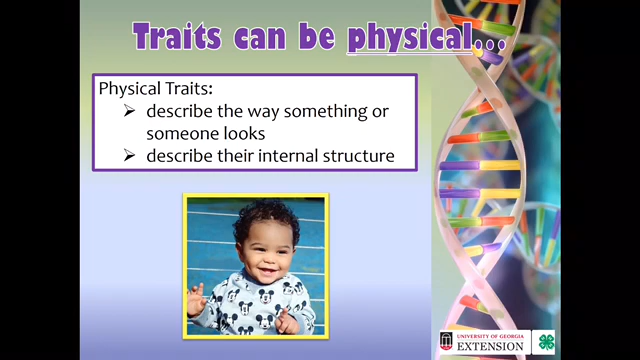 Traits can be physical...
Physical Traits:
➢ describe the way something or
someone looks
➢ describe their internal structure
UNIVERSITY OF GEORGIA
EXTENSION